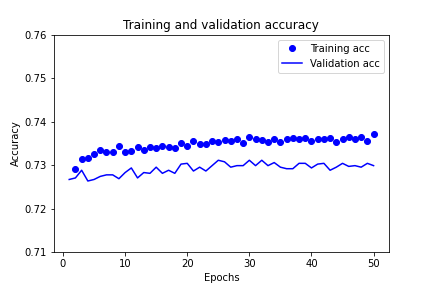 Training and validation accuracy
0.76
0.75
0.74
0.73
0.72
0.71
Accuracy
Training acc
Validation acc
0 10 20 30 40 50
Epochs